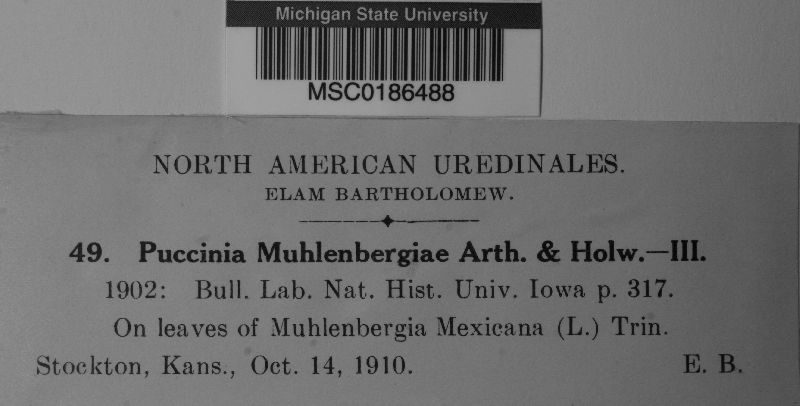 Michigan State University
MSC0186488
NORTH AMERICAN UREDINALES.
ELAM BARTHOLOMEW.
49. Puccinia Muhlenbergiae Arth. & Holw.—III.
1902: Bull. Lab. Nat. Hist. Univ. Iowa p. 317.
On leaves of Muhlenbergia Mexicana (L.) Trin.
Stockton, Kans., Oct. 14, 1910. E. B.